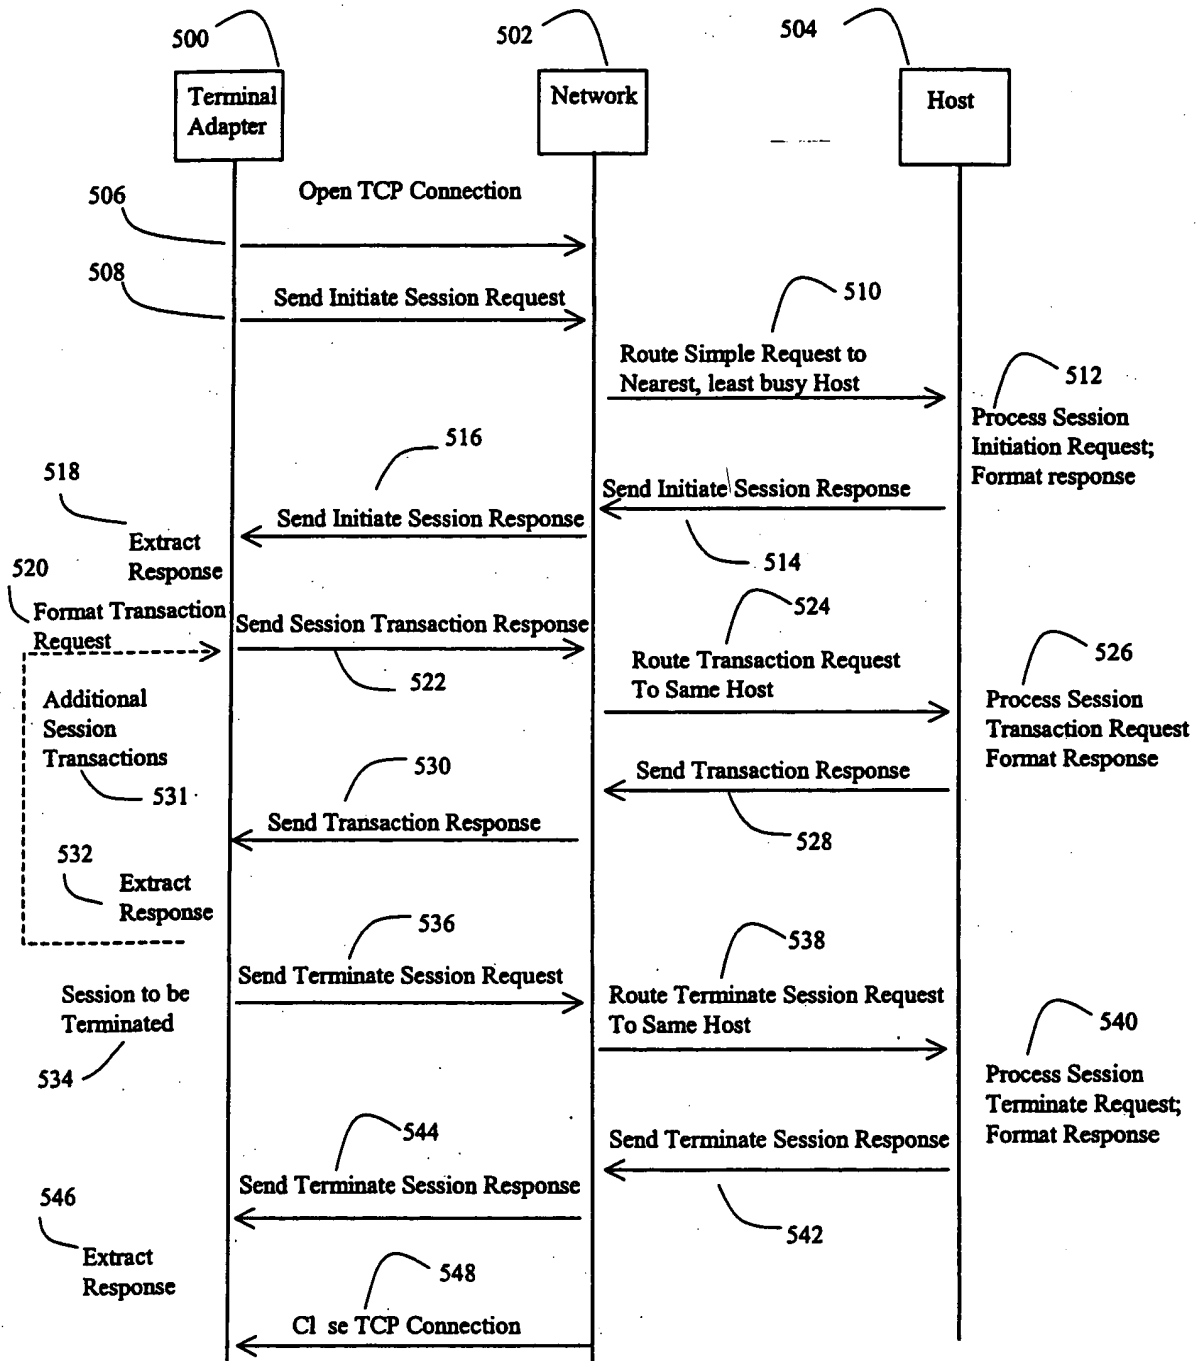 500
502
504
Terminal
Adapter
Network
Host
506
Open TCP Connection
508
Send Initiate Session Request
510
Route Simple Request to
Nearest, least busy Host
512
Process Session
Initiation Request;
Format response
516
518
Send Initiate Session Response
Send Initiate Session Response
514
Extract
Response
520
Format Transaction
Request
Send Session Transaction Response
522
524
Route Transaction Request
To Same Host
526
Process Session
Transaction Request
Format Response
Additional
Session
Transactions
531
530
Send Transaction Response
Send Transaction Response
528
532
Extract
Response
536
538
Send Terminate Session Request
Route Terminate Session Request
To Same Host
Session to be
Terminated
534
540
Process Session
Terminate Request;
Format Response
544
Send Terminate Session Response
Send Terminate Session Response
542
546
Extract
Response
548
Cl se TCP Connection